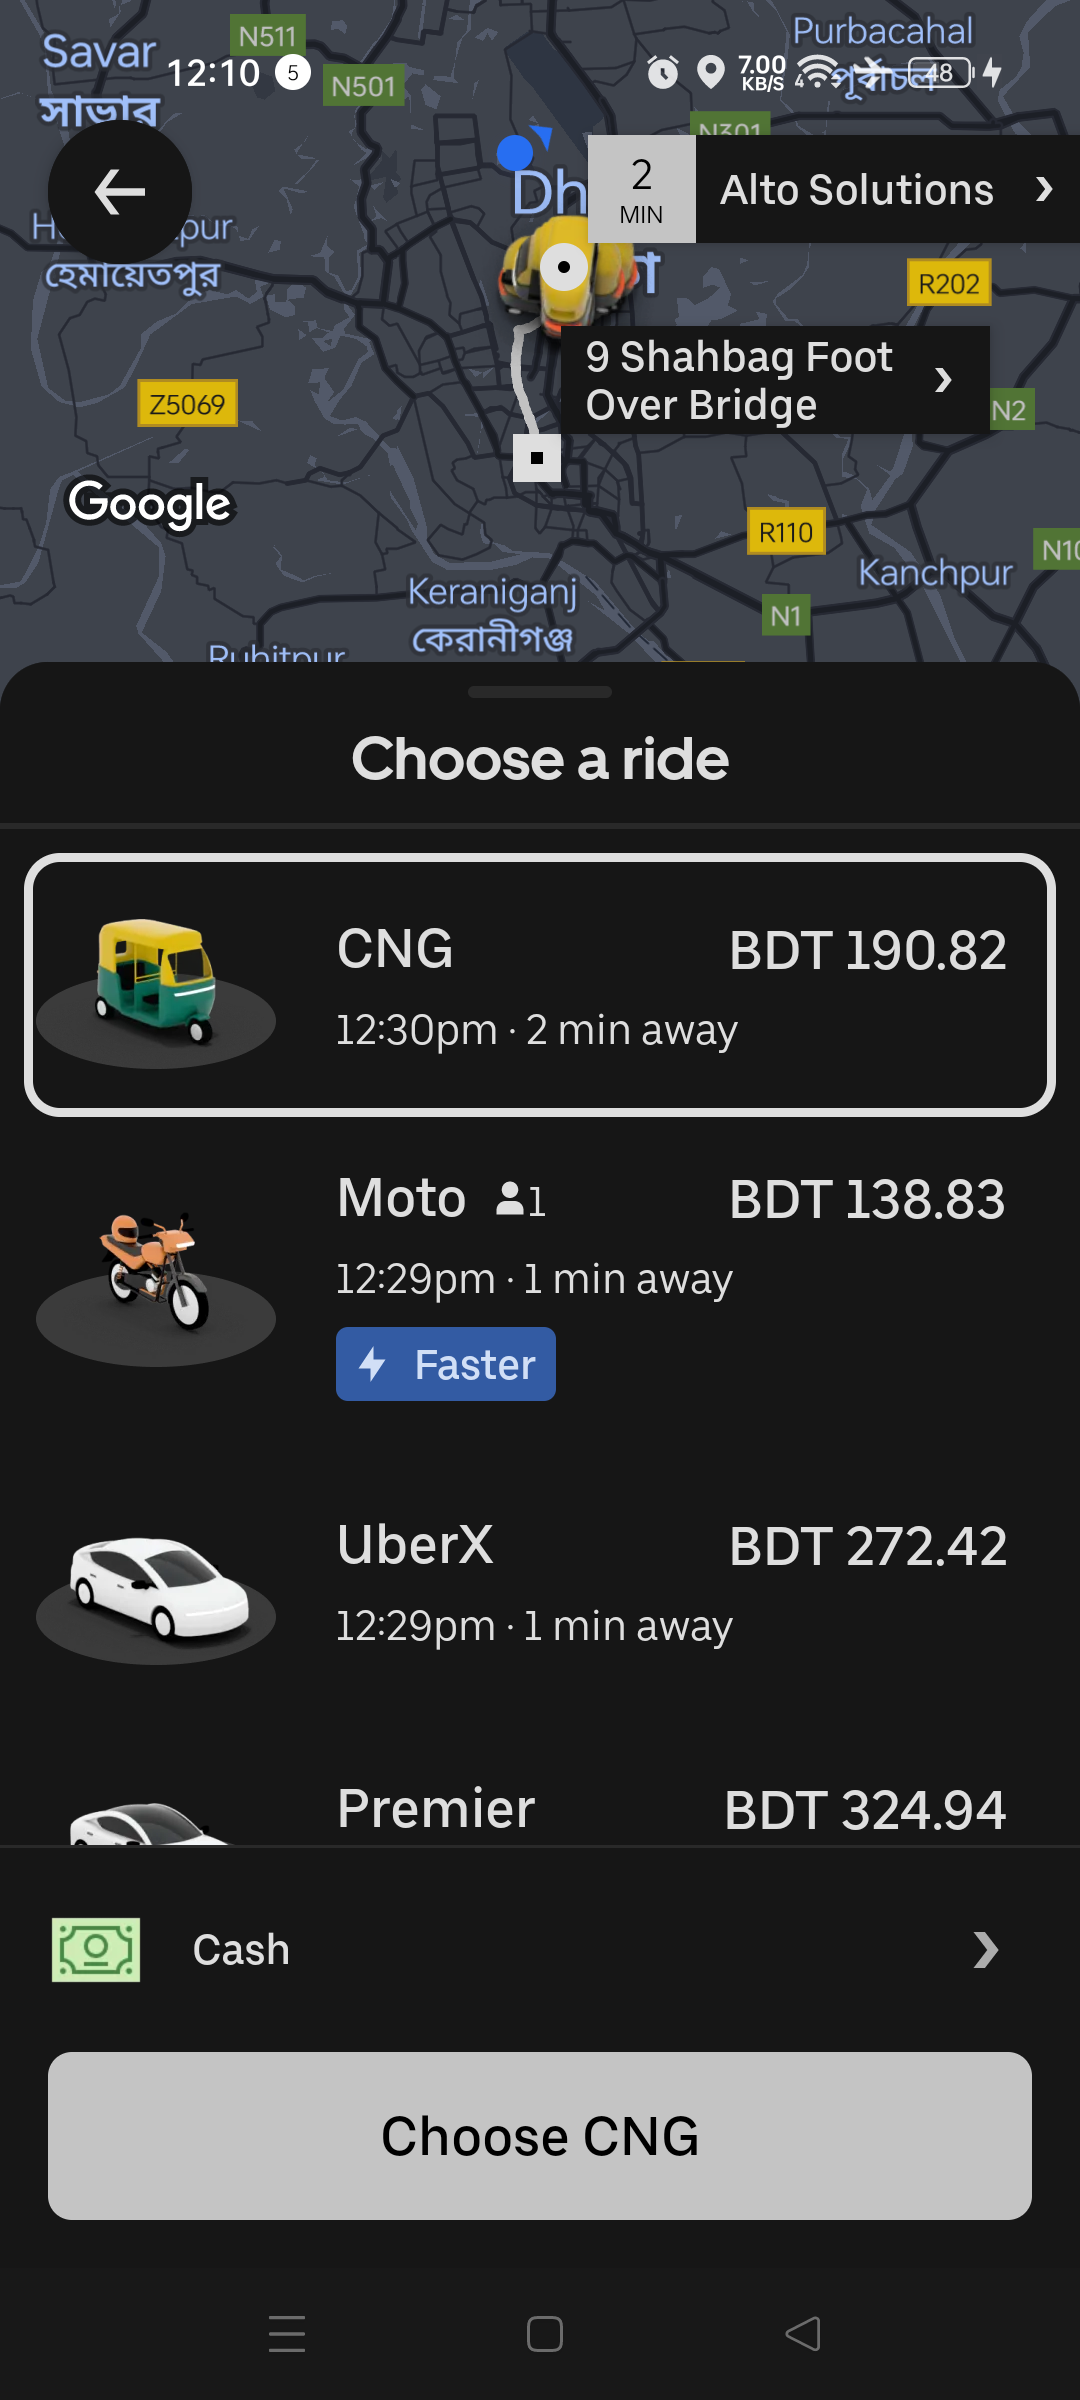 Savar
N511
Purbacahal
12:10
5
N501
7.00
KB/S
48
সাভার
N301
2
MIN
Alto Solutions
Dh
হেমায়েতপুর
R202
9 Shahbag Foot
Over Bridge
Z5069
N2
Google
R110
Kanchpur
Keraniganj
N1
কেরানীগঞ্জ
Ruhitpur
Choose a ride
CNG
BDT 190.82
12:30pm · 2 min away
Moto
1
BDT 138.83
12:29pm · 1 min away
Faster
UberX
BDT 272.42
12:29pm · 1 min away
Premier
BDT 324.94
Cash
Choose CNG